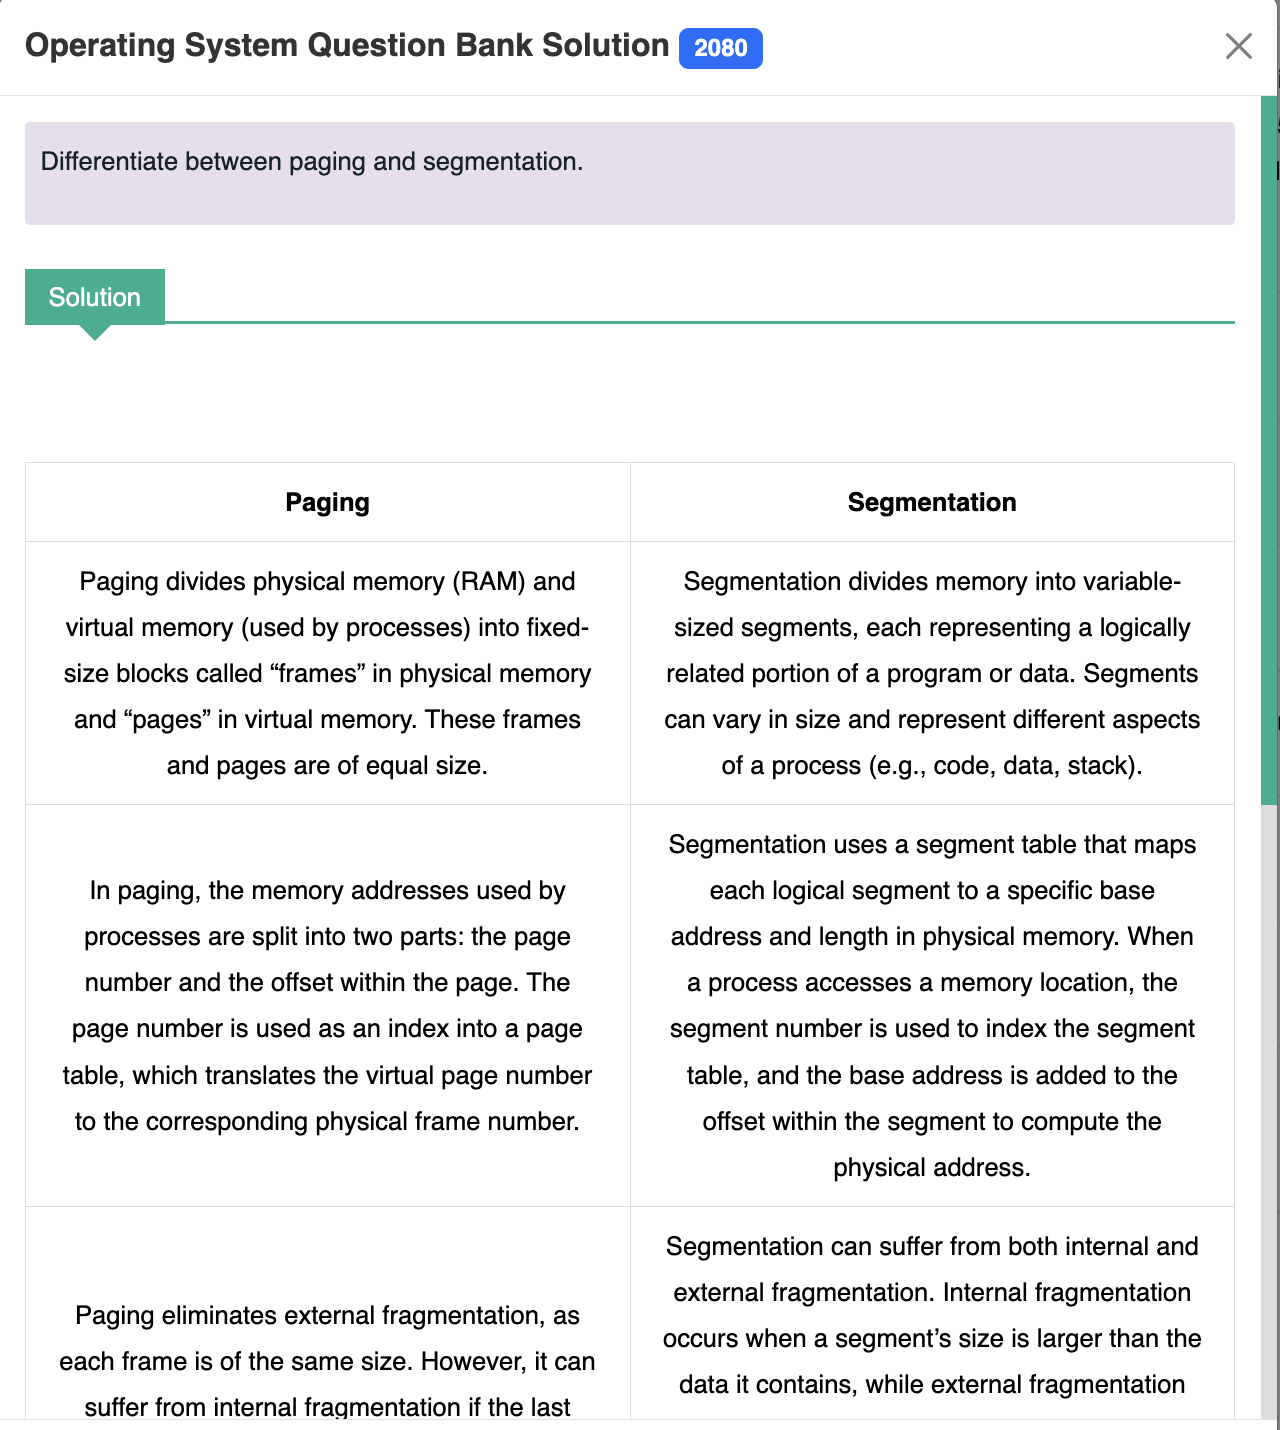 Operating System Question Bank Solution 2080
Differentiate between paging and segmentation.
Solution
Paging
Segmentation
Paging divides physical memory (RAM) and
virtual memory (used by processes) into fixed-
size blocks called “frames” in physical memory
and “pages” in virtual memory. These frames
and pages are of equal size.
Segmentation divides memory into variable-
sized segments, each representing a logically
related portion of a program or data. Segments
can vary in size and represent different aspects
of a process (e.g., code, data, stack).
In paging, the memory addresses used by
processes are split into two parts: the page
number and the offset within the page. The
page number is used as an index into a page
table, which translates the virtual page number
to the corresponding physical frame number.
Segmentation uses a segment table that maps
each logical segment to a specific base
address and length in physical memory. When
a process accesses a memory location, the
segment number is used to index the segment
table, and the base address is added to the
offset within the segment to compute the
physical address.
Paging eliminates external fragmentation, as
each frame is of the same size. However, it can
suffer from internal fragmentation if the last
Segmentation can suffer from both internal and
external fragmentation. Internal fragmentation
occurs when a segment’s size is larger than the
data it contains, while external fragmentation